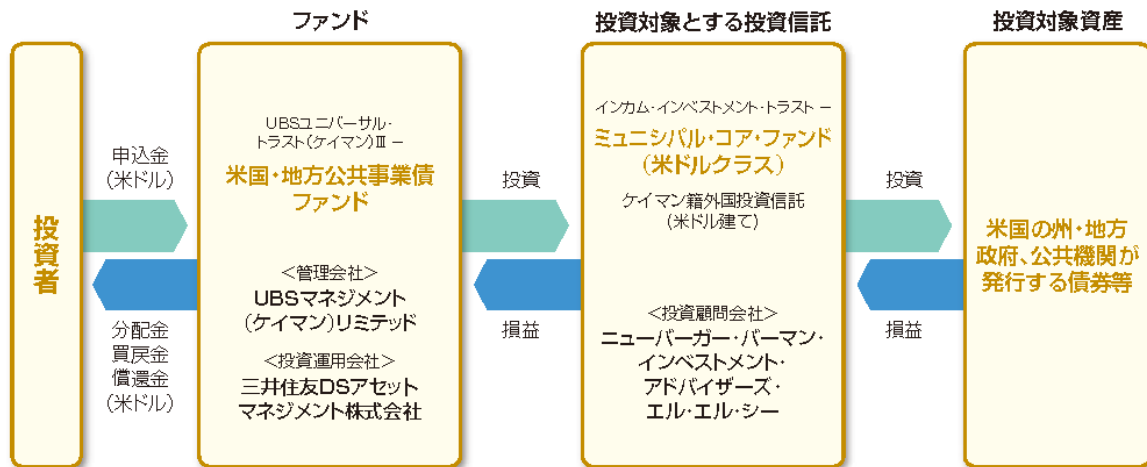 ファンド
投資対象とする投資信託
投資対象資産
投資者
申込金
(米ドル)
分配金
買戻金
償還金
(米ドル)
UBSユニバーサル・
トラスト(ケイマン)Ⅲ －
米国・地方公共事業債
ファンド
＜管理会社＞
UBSマネジメント
(ケイマン)リミテッド
＜投資運用会社＞
三井住友DSアセット
マネジメント株式会社
投資
損益
インカム・インベストメント・トラスト －
ミュニシパル・コア・ファンド
(米ドルクラス)
ケイマン籍外国投資信託
(米ドル建て)
＜投資顧問会社＞
ニューバーガー・バーマン・
インベストメント・
アドバイザーズ・
エル・エル・シー
投資
損益
米国の州・地方
政府、公共機関が
発行する債券等